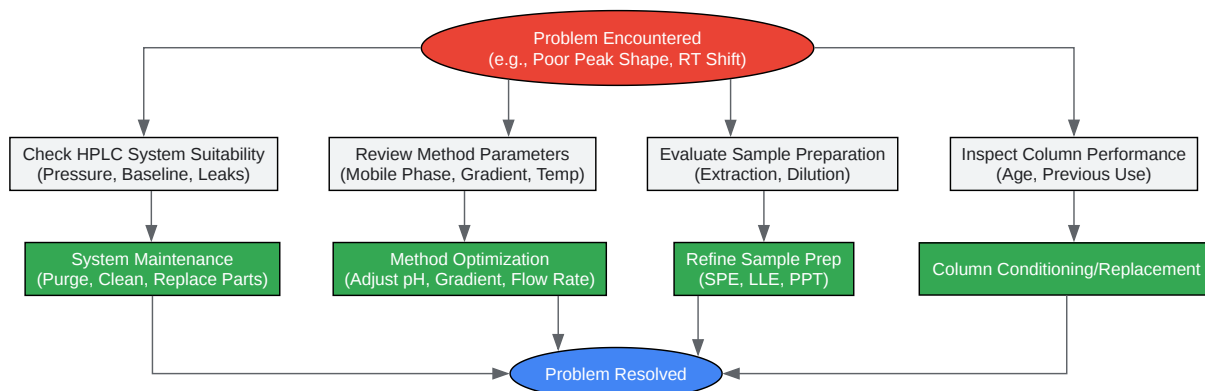 Problem Encountered
(e.g., Poor Peak Shape, RT Shift)
Check HPLC System Suitability
(Pressure, Baseline, Leaks)
Review Method Parameters
(Mobile Phase, Gradient, Temp)
Evaluate Sample Preparation
(Extraction, Dilution)
Inspect Column Performance
(Age, Previous Use)
System Maintenance
(Purge, Clean, Replace Parts)
Method Optimization
(Adjust pH, Gradient, Flow Rate)
Refine Sample Prep
(SPE, LLE, PPT)
Column Conditioning/Replacement
Problem Resolved